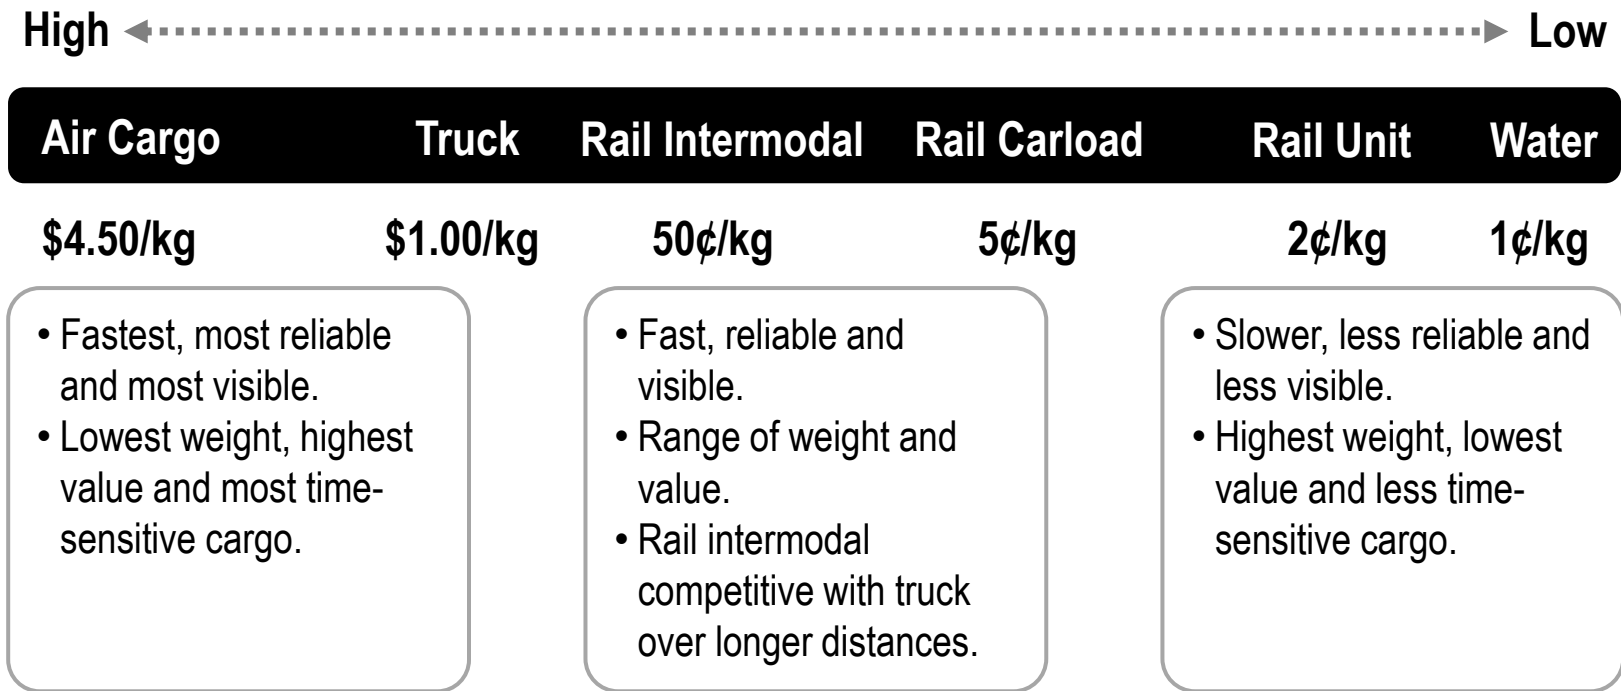 High Low
Air Cargo Truck Rail Intermodal Rail Carload Rail Unit Water
$4.50/kg $1.00/kg 50¢/kg 5¢/kg 2¢/kg 1¢/kg
• Fastest, most reliable
and most visible.
• Lowest weight, highest
value and most time-
sensitive cargo.
• Fast, reliable and
visible.
• Range of weight and
value.
• Rail intermodal
competitive with truck
over longer distances.
• Slower, less reliable and
less visible.
• Highest weight, lowest
value and less time-
sensitive cargo.